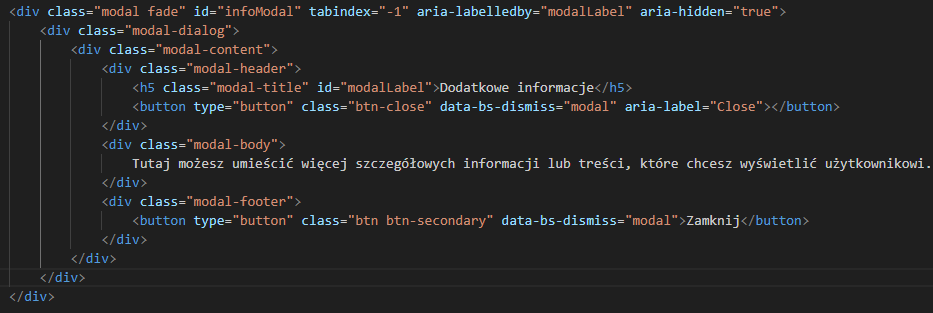 <div class="modal fade" id="infoModal" tabindex="-1" aria-labelledby="modalLabel" aria-hidden="true">
    <div class="modal-dialog">
        <div class="modal-content">
            <div class="modal-header">
                <h5 class="modal-title" id="modalLabel">Dodatkowe informacje</h5>
                <button type="button" class="btn-close" data-bs-dismiss="modal" aria-label="Close"></button>
            </div>
            <div class="modal-body">
                Tutaj możesz umieścić więcej szczegółowych informacji lub treści, które chcesz wyświetlić użytkownikowi.
            </div>
            <div class="modal-footer">
                <button type="button" class="btn btn-secondary" data-bs-dismiss="modal">Zamknij</button>
            </div>
        </div>
    </div>
</div>